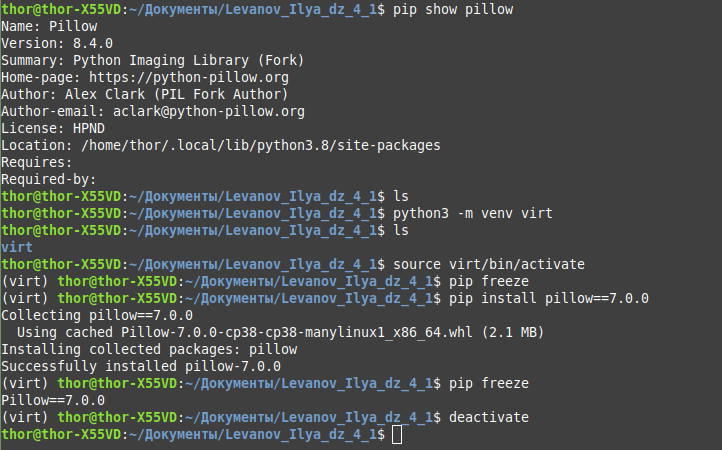 thor@thor-X55VD:~/Документы/Levanov_Ilya_dz_4_1$ pip show pillow
Name: Pillow
Version: 8.4.0
Summary: Python Imaging Library (Fork)
Home-page: https://python-pillow.org
Author: Alex Clark (PIL Fork Author)
Author-email: aclark@python-pillow.org
License: HPND
Location: /home/thor/.local/lib/python3.8/site-packages
Requires:
Required-by:
thor@thor-X55VD:~/Документы/Levanov_Ilya_dz_4_1$ ls
thor@thor-X55VD:~/Документы/Levanov_Ilya_dz_4_1$ python3 -m venv virt
thor@thor-X55VD:~/Документы/Levanov_Ilya_dz_4_1$ ls
virt
thor@thor-X55VD:~/Документы/Levanov_Ilya_dz_4_1$ source virt/bin/activate
(virt) thor@thor-X55VD:~/Документы/Levanov_Ilya_dz_4_1$ pip freeze
(virt) thor@thor-X55VD:~/Документы/Levanov_Ilya_dz_4_1$ pip install pillow==7.0.0
Collecting pillow==7.0.0
  Using cached Pillow-7.0.0-cp38-cp38-manylinux1_x86_64.whl (2.1 MB)
Installing collected packages: pillow
Successfully installed pillow-7.0.0
(virt) thor@thor-X55VD:~/Документы/Levanov_Ilya_dz_4_1$ pip freeze
Pillow==7.0.0
(virt) thor@thor-X55VD:~/Документы/Levanov_Ilya_dz_4_1$ deactivate
thor@thor-X55VD:~/Документы/Levanov_Ilya_dz_4_1$